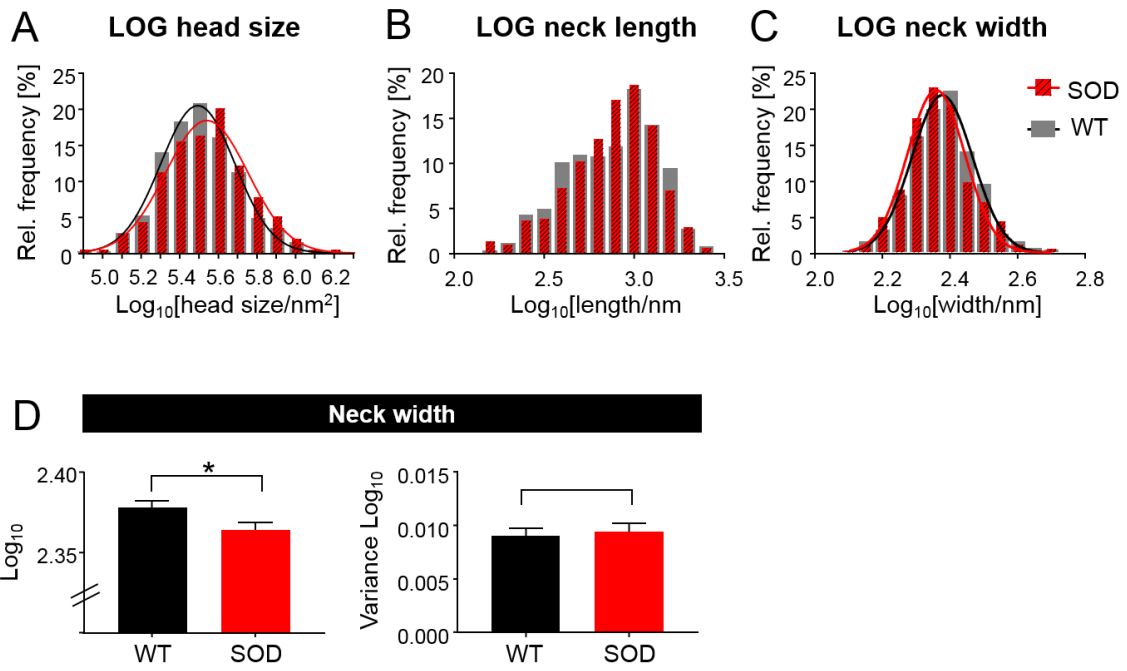 A LOG head size
Rel. frequency [%]
25
20
15
10
5
0
5.0 5.2 5.4 5.6 5.8 6.0 6.2
Log₁₀[head size/nm²]
B LOG neck length
Rel. frequency [%]
20
15
10
5
0
2.0 2.5 3.0 3.5
Log₁₀[length/nm
C LOG neck width
Rel. frequency [%]
25
20
15
10
5
0
2.0 2.2 2.4 2.6 2.8
Log₁₀[width/nm]
SOD
WT
D Neck width
Log₁₀
2.40
2.35
*
WT SOD
Variance Log₁₀
0.015
0.010
0.005
0.000
WT SOD